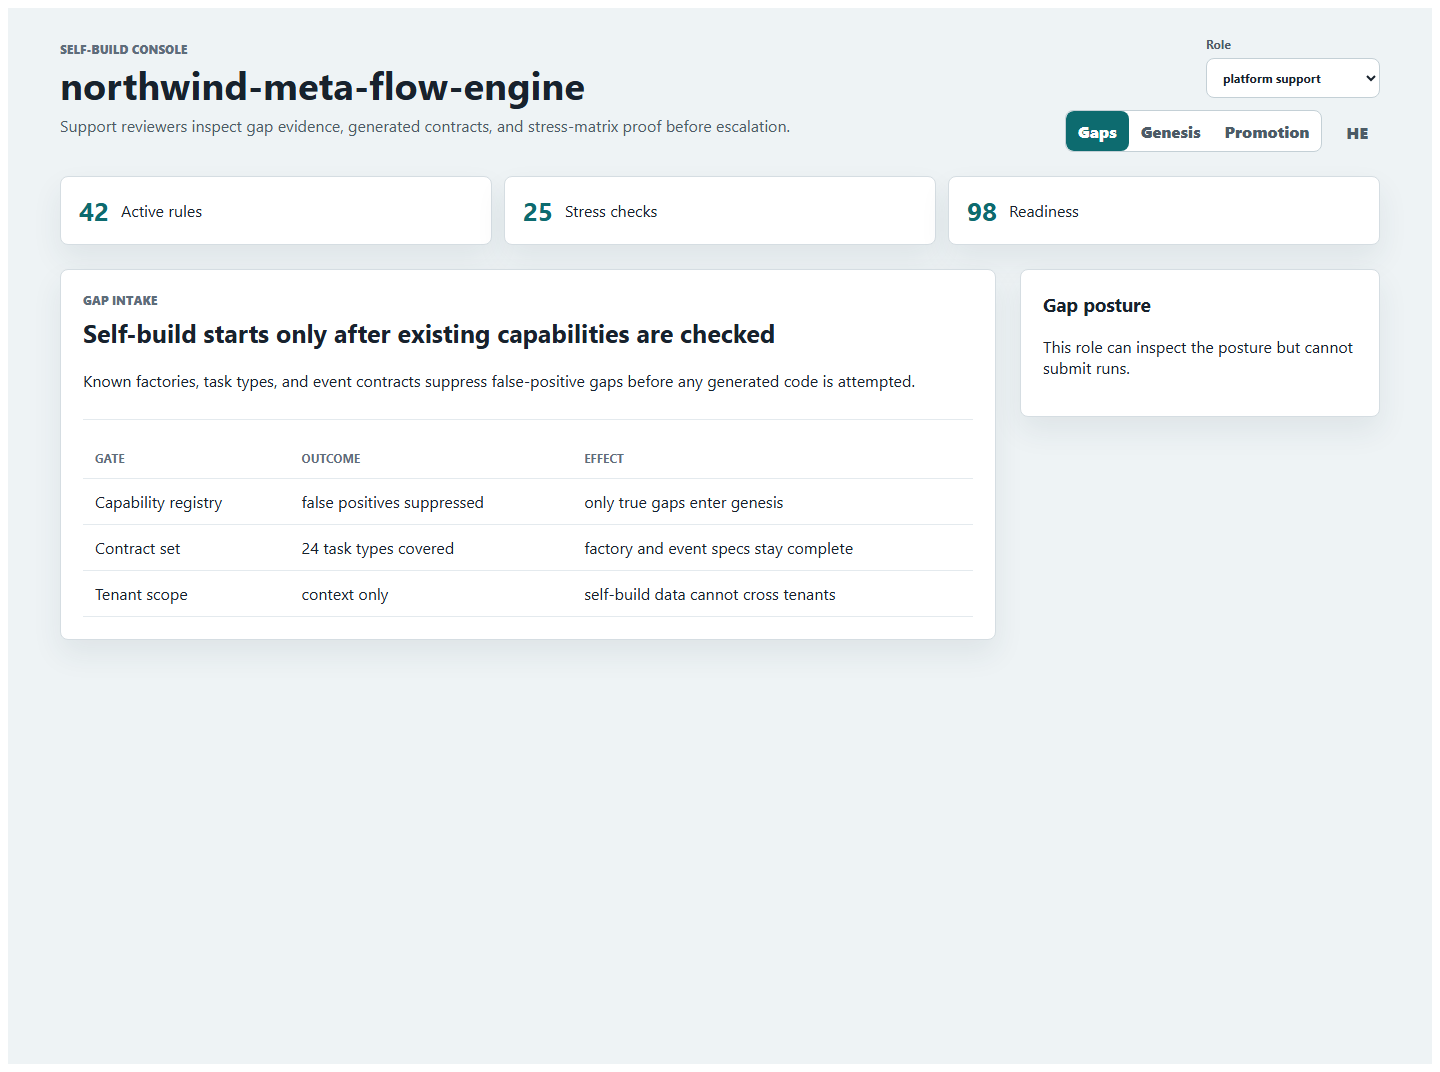 SELF-BUILD CONSOLE
northwind-meta-flow-engine
Support reviewers inspect gap evidence, generated contracts, and stress-matrix proof before escalation.
Role
platform support
Gaps Genesis Promotion HE
42 Active rules
25 Stress checks
98 Readiness
GAP INTAKE
Self-build starts only after existing capabilities are checked
Known factories, task types, and event contracts suppress false-positive gaps before any generated code is attempted.
GATE OUTCOME EFFECT
Capability registry false positives suppressed only true gaps enter genesis
Contract set 24 task types covered factory and event specs stay complete
Tenant scope context only self-build data cannot cross tenants
Gap posture
This role can inspect the posture but cannot
submit runs.